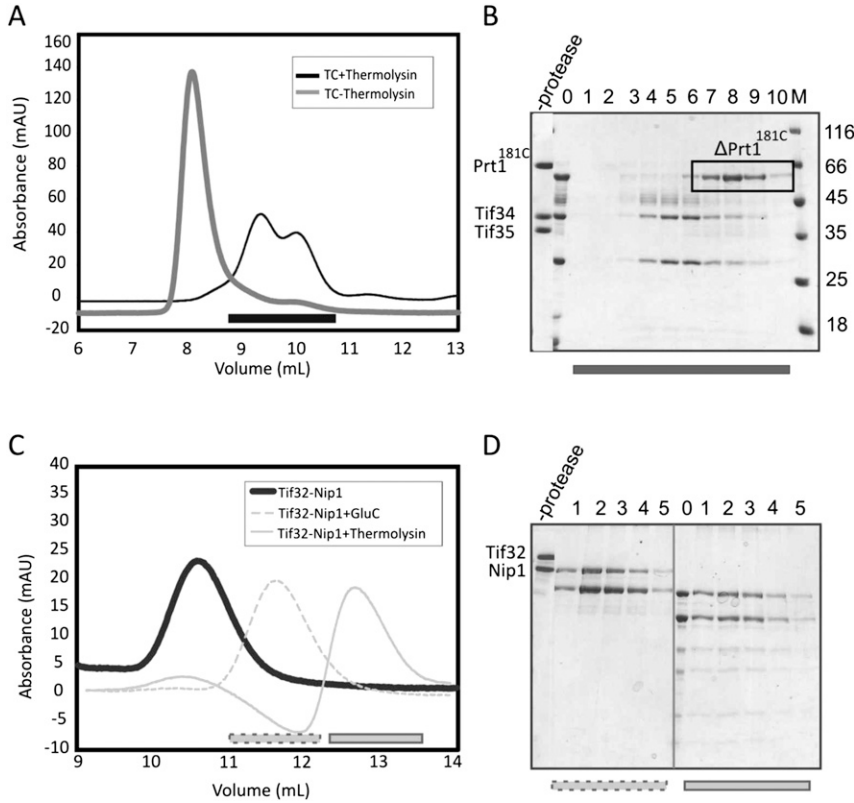 A
160
140
120
100
80
60
40
20
0
-20
Absorbance (mAU)
TC+Thermolysin
TC-Thermolysin
6 7 8 9 10 11 12 13
Volume (mL)
B
-protease
0 1 2 3 4 5 6 7 8 9 10 M
ΔPrt1 181C
Prt1 181C
Tif34
Tif35
116
66
45
35
25
18
C
40
35
30
25
20
15
10
5
0
-5
-10
Absorbance (mAU)
Tif32-Nip1
Tif32-Nip1+GluC
Tif32-Nip1+Thermolysin
9 10 11 12 13 14
Volume (mL)
D
-protease
1 2 3 4 5 0 1 2 3 4 5
Tif32
Nip1